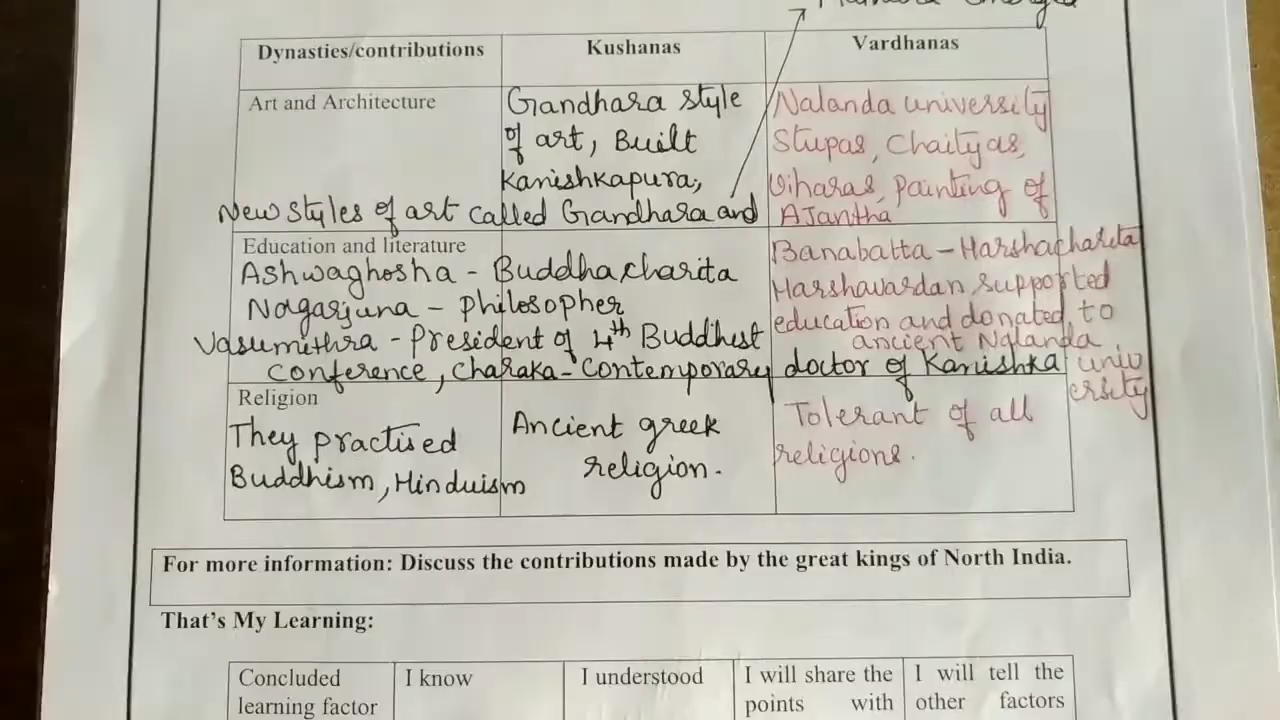 Dynasties/contributions Kushanas Vardhanas
Art and Architecture
Gandhara style
of art, Built
Kanishkapura,
New styles of art called Gandhara and
Nalanda university
Stupas, Chaityas,
Viharas, Painting of
Ajantha
Education and literature
Ashwaghosha - Buddhacharita
Nagarjuna - Philosopher
Vasumithra - President of 4th Buddhist
conference, Charaka - Contemporary doctor of Kanishka
Banabatta - Harshacharita
Harshavardan supported
education and donated to
ancient Nalanda
univ
ersity
Religion
They practised
Buddhism, Hinduism
Ancient greek
religion.
Tolerant of all
religions.
For more information: Discuss the contributions made by the great kings of North India.
That's My Learning:
Concluded
learning factor
I know
I understood
I will share the
points with
I will tell the
other factors